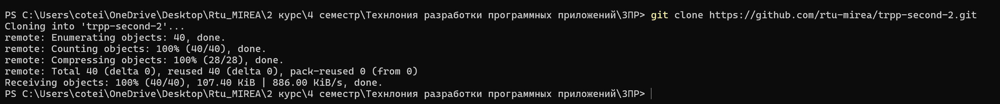 PS C:\Users\cotei\OneDrive\Desktop\Rtu_MIREA\2 курс\4 семестр\Технлония разработки программных приложений\3ПР> git clone https://github.com/rtu-mirea/trpp-second-2.git
Cloning into 'trpp-second-2'...
remote: Enumerating objects: 40, done.
remote: Counting objects: 100% (40/40), done.
remote: Compressing objects: 100% (28/28), done.
remote: Total 40 (delta 0), reused 40 (delta 0), pack-reused 0 (from 0)
Receiving objects: 100% (40/40), 107.40 KiB | 886.00 KiB/s, done.
PS C:\Users\cotei\OneDrive\Desktop\Rtu_MIREA\2 курс\4 семестр\Технлония разработки программных приложений\3ПР>